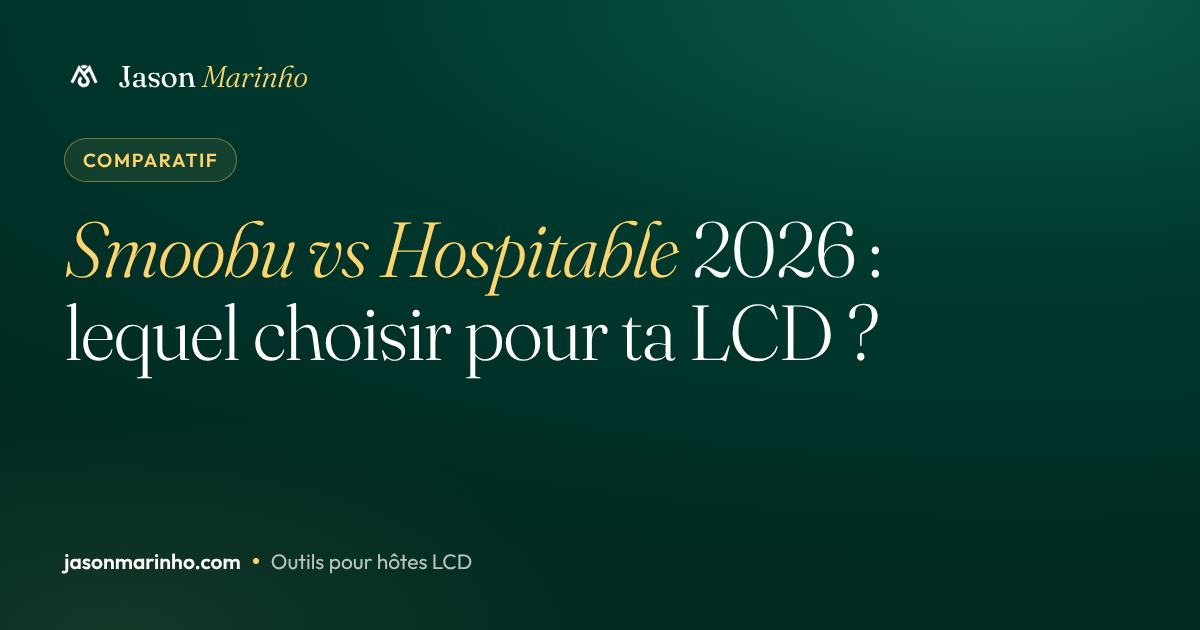 Jason Marinho
COMPARATIF
Smoobu vs Hospitable 2026 :
lequel choisir pour ta LCD ?
jasonmarinho.com • Outils pour hôtes LCD